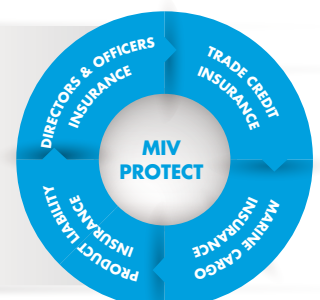 DIRECTORS & OFFICERS
INSURANCE
TRADE CREDIT
INSURANCE
MIV
PROTECT
PRODUCT LIABILITY
INSURANCE
MARINE CARGO
INSURANCE